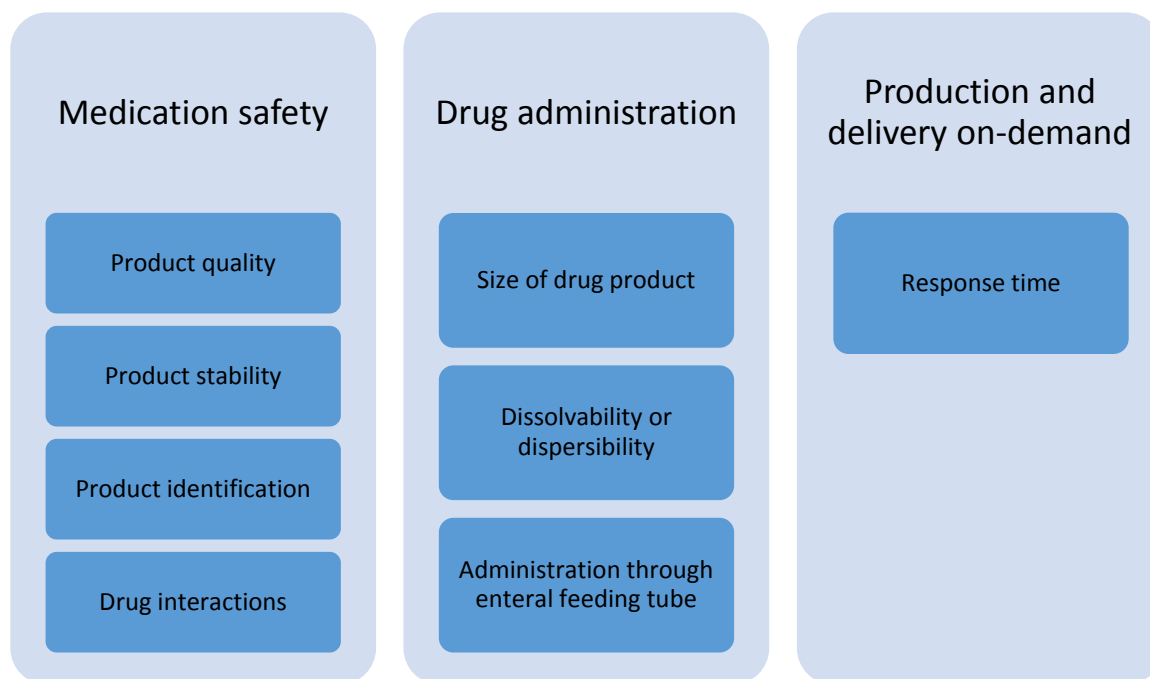 Medication safety
Product quality
Product stability
Product identification
Drug interactions
Drug administration
Size of drug product
Dissolvability or
dispersibility
Administration through
enteral feeding tube
Production and
delivery on-demand
Response time